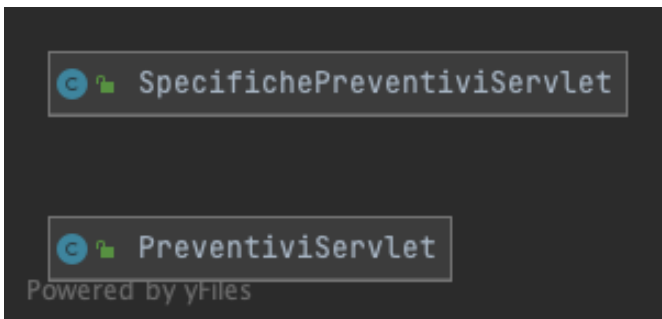 C SpecifichePreventiviServlet
C PreventiviServlet
Powered by yFiles